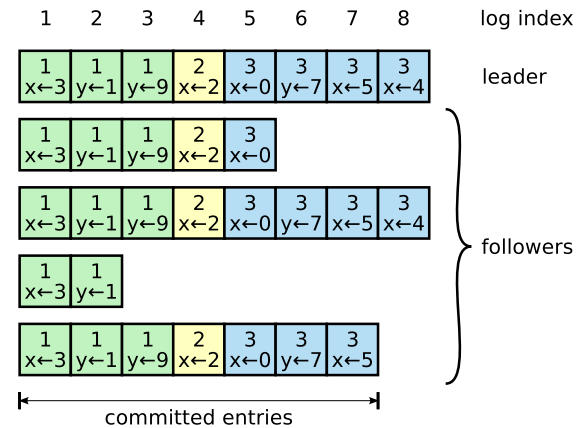 1 2 3 4 5 6 7 8 log index
1 1 1 2 3 3 3 3
x←3 y←1 y←9 x←2 x←0 y←7 x←5 x←4
leader
1 1 1 2 3
x←3 y←1 y←9 x←2 x←0
1 1 1 2 3 3 3 3
x←3 y←1 y←9 x←2 x←0 y←7 x←5 x←4
followers
1 1
x←3 y←1
1 1 1 2 3 3 3
x←3 y←1 y←9 x←2 x←0 y←7 x←5
committed entries